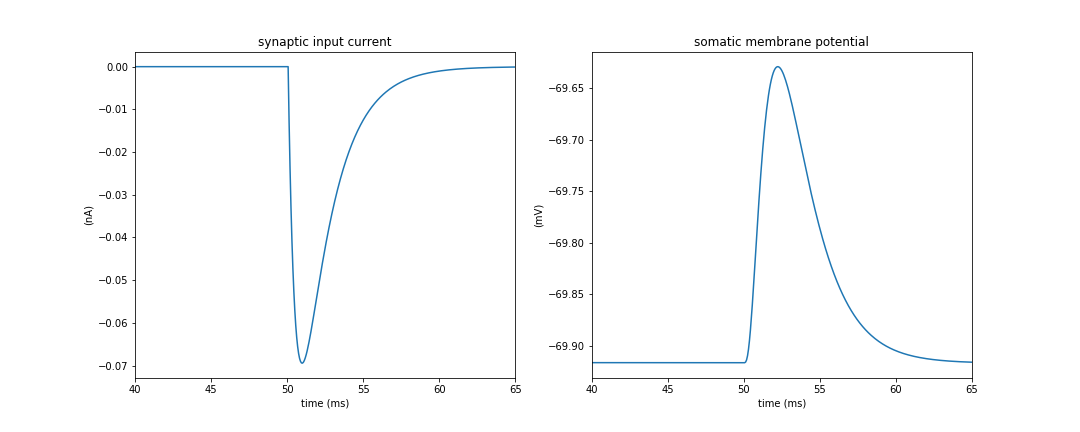 synaptic input current
0.00
−0.01
−0.02
−0.03
−0.04
−0.05
−0.06
−0.07
(nA)
40 45 50 55 60 65
time (ms)
somatic membrane potential
−69.65
−69.70
−69.75
−69.80
−69.85
−69.90
(mV)
40 45 50 55 60 65
time (ms)